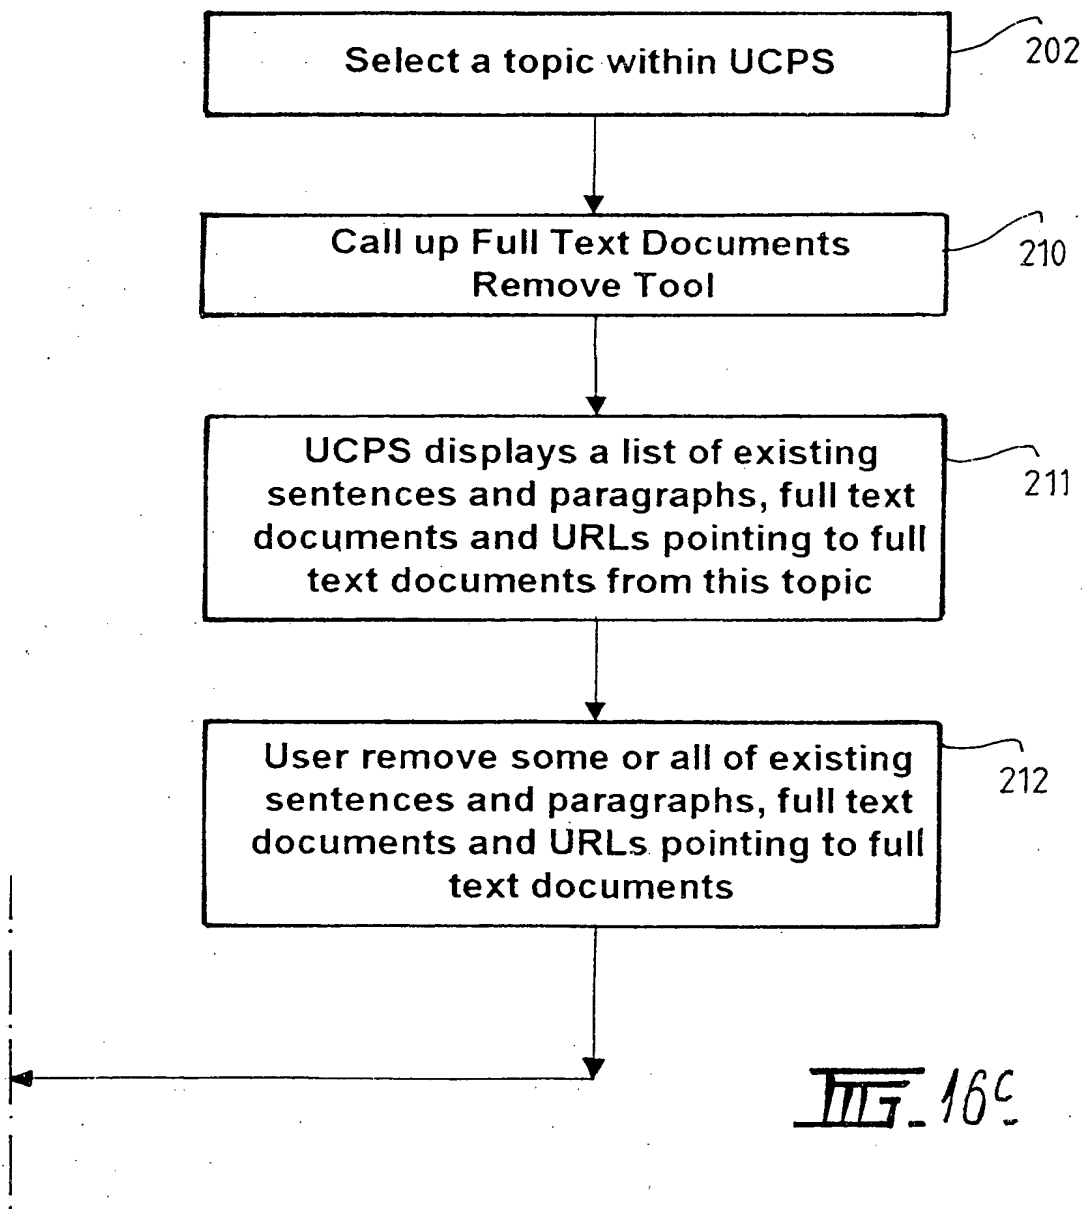 Select a topic within UCPS
202
Call up Full Text Documents
Remove Tool
210
UCPS displays a list of existing
sentences and paragraphs, full text
documents and URLs pointing to full
text documents from this topic
211
User remove some or all of existing
sentences and paragraphs, full text
documents and URLs pointing to full
text documents
212
FIG. 16c